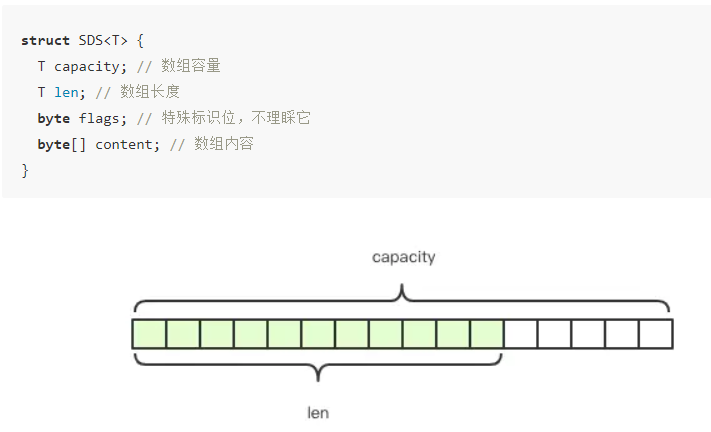 struct SDS<T> {
  T capacity; // 数组容量
  T len; // 数组长度
  byte flags; // 特殊标识位，不理睬它
  byte[] content; // 数组内容
}
capacity
len